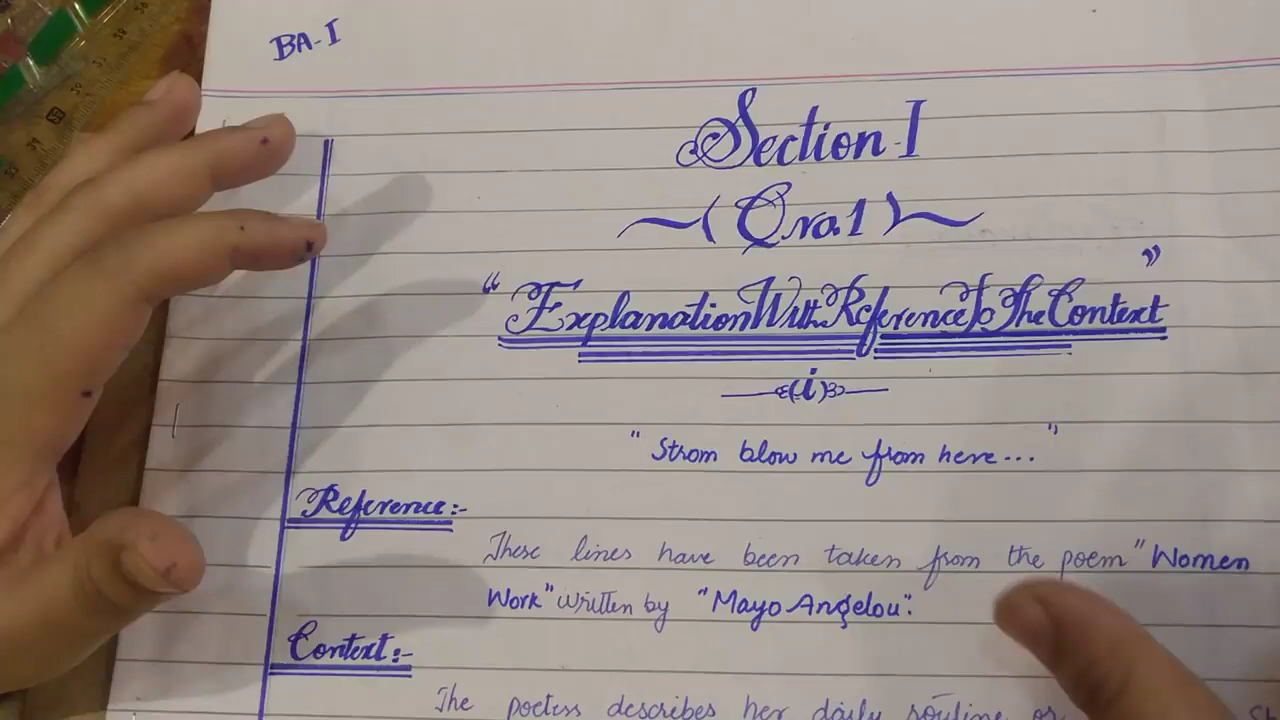 BA-I
Section-I
(Q no.1)
"Explanation With Reference To The Context"
(i)
"Strom blow me from here..."
Reference:-
These lines have been taken from the poem "Women
Work" written by "Mayo Angelou".
Context:-
The poetess describes her daily routine